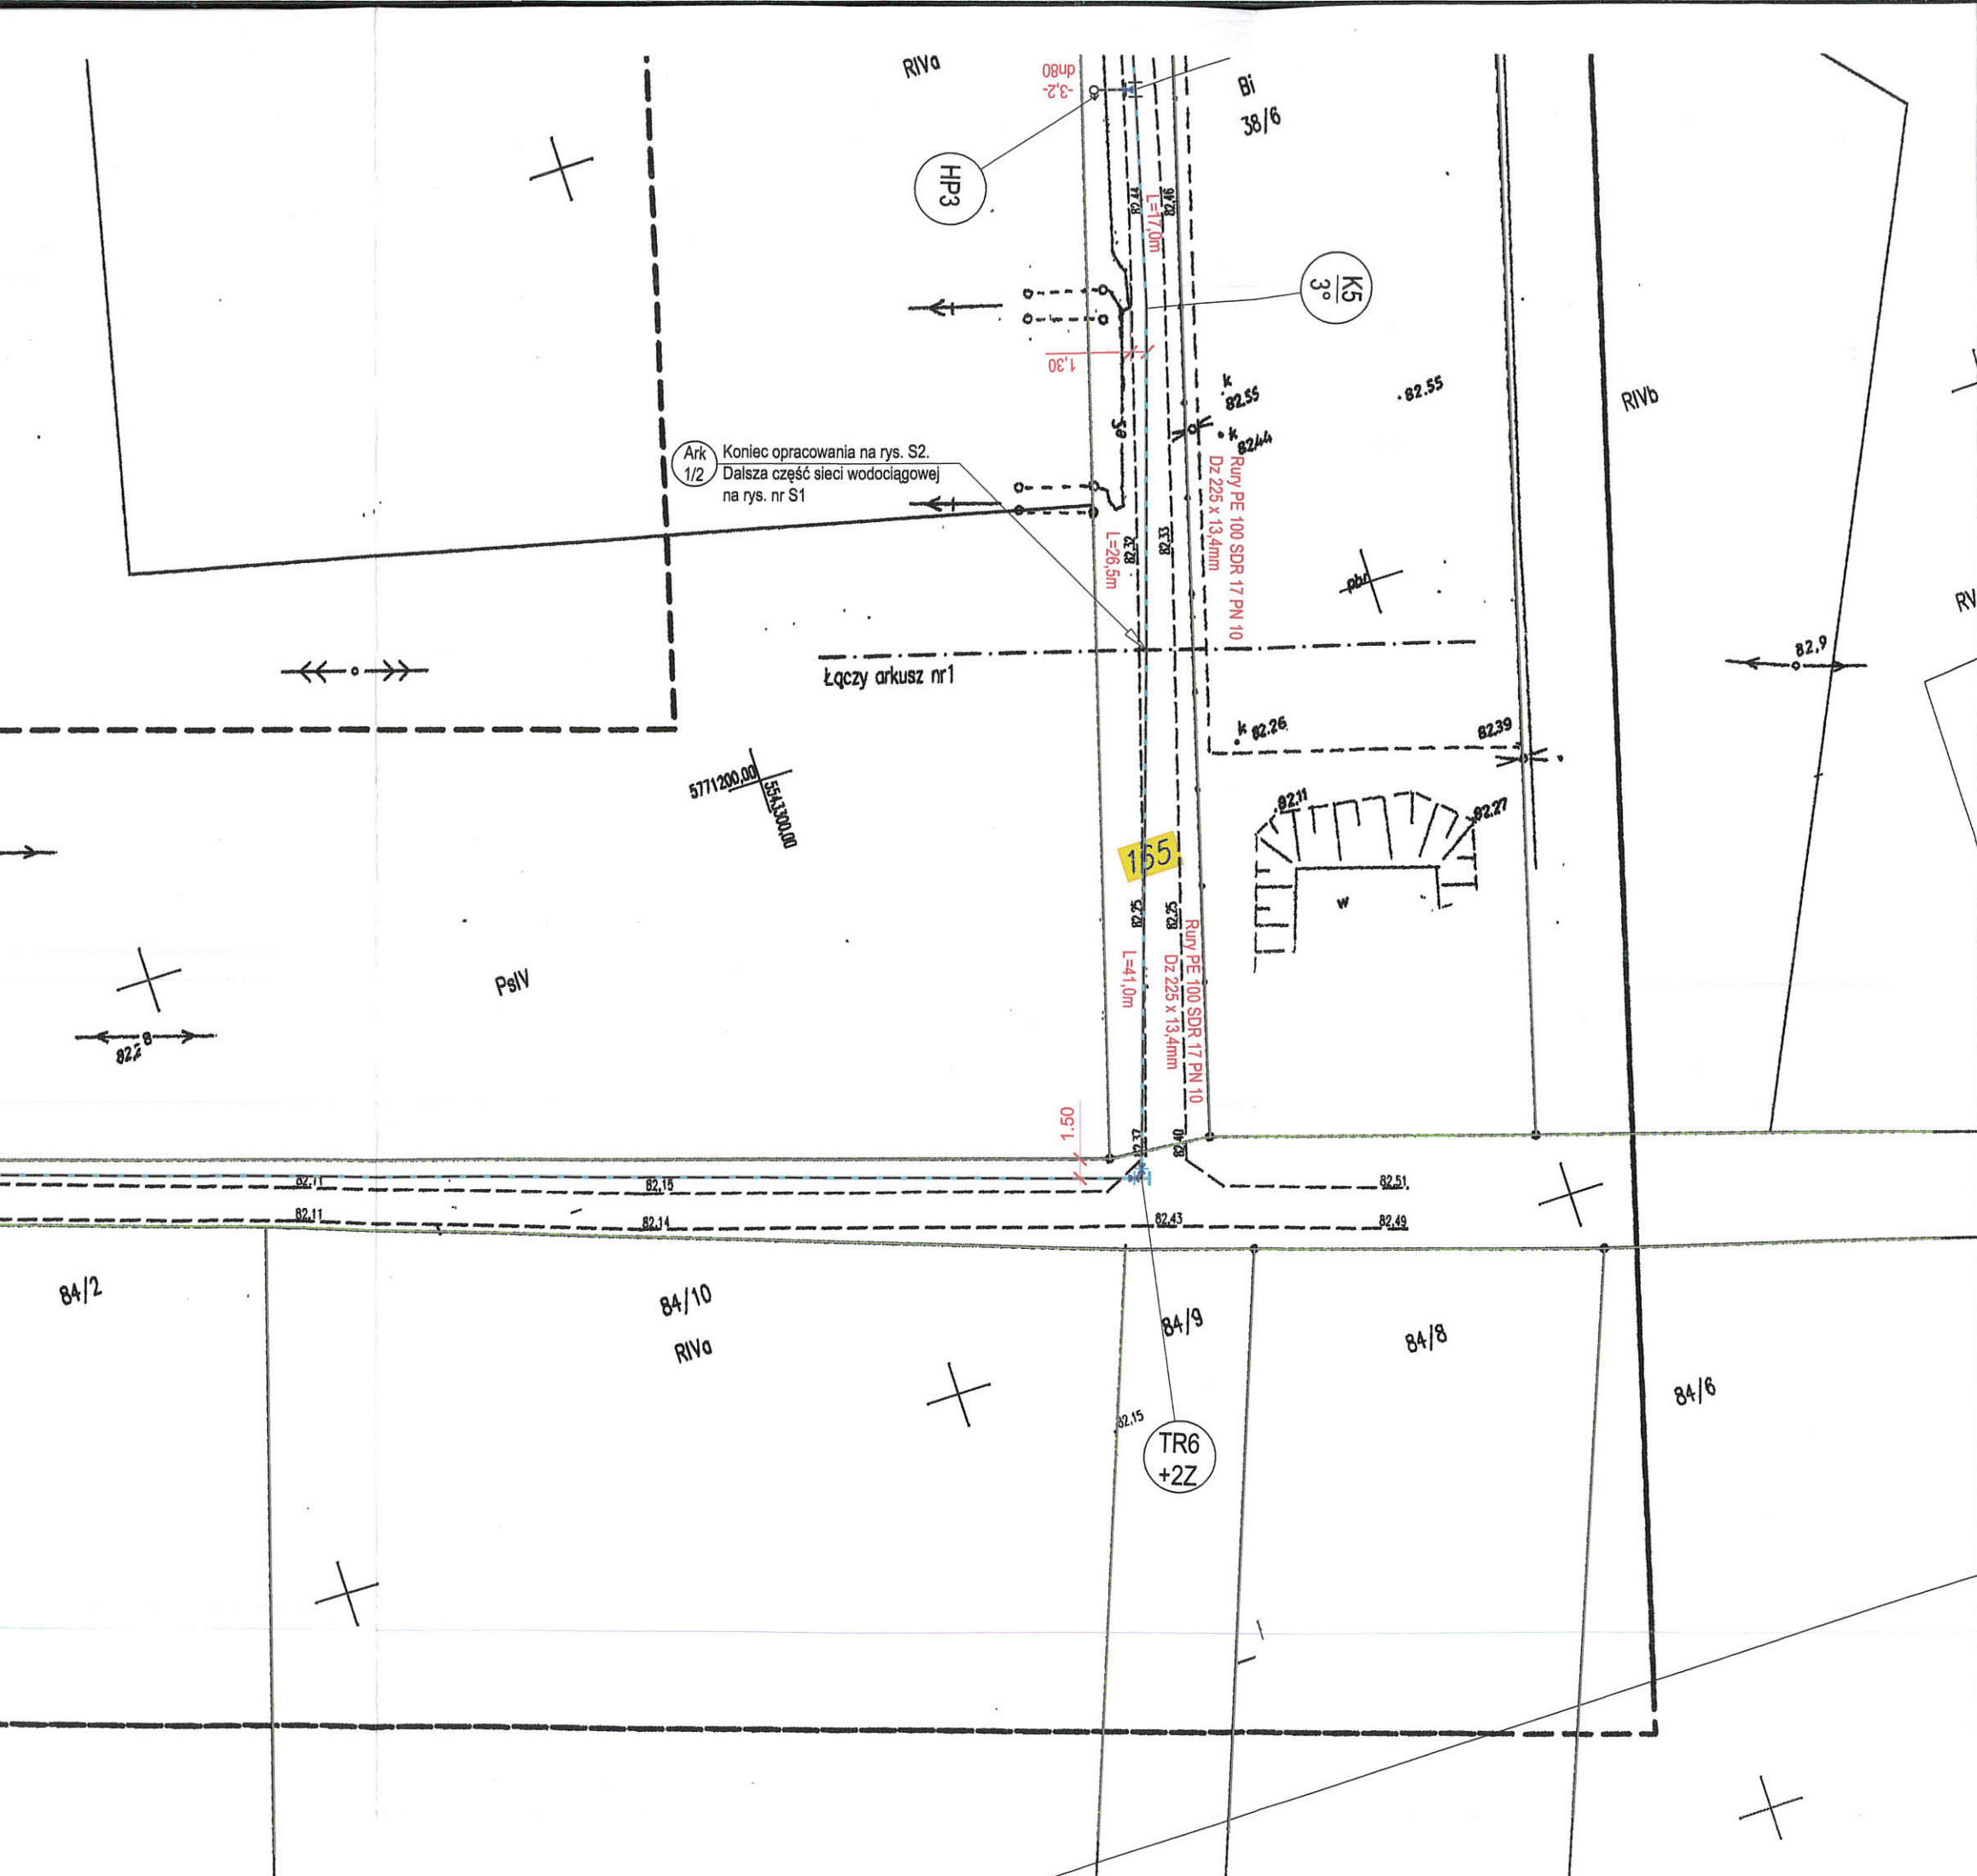 RIVa
dn80
-3,2-
Bi
38/6
HP3
82.44
L=17,0m
82.46
K5
3°
1,30
k
82.55
k
82.44
82.55
RIVb
Se
Ark
1/2
Koniec opracowania na rys. S2.
Dalsza część sieci wodociągowej
na rys. nr S1
Rury PE 100 SDR 17 PN 10
Dz 225 x 13,4mm
82.32
82.33
L=26,5m
pbn
RV
Łączy arkusz nr1
82.9
k 82.26
82.39
5771200,00
5543300,00
82.11
82.27
165
w
82.25
82.25
Rury PE 100 SDR 17 PN 10
Dz 225 x 13,4mm
L=41,0m
PsIV
1.50
82.40
82.11
82.15
82.51
82.11
82.14
82.43
82.49
84/2
84/10
RIVa
84/9
84/8
84/6
82.15
TR6
+2Z